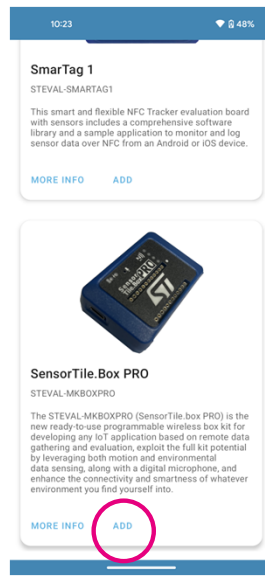 10:23
48%
SmarTag 1
STEVAL-SMARTAG1
This smart and flexible NFC Tracker evaluation board
with sensors includes a comprehensive software
library and a sample application to monitor and log
sensor data over NFC from an Android or iOS device.
MORE INFO ADD
SensorTile.Box PRO
SensorTile.Box PRO
STEVAL-MKBOXPRO
The STEVAL-MKBOXPRO (SensorTile.box PRO) is the
new ready-to-use programmable wireless box kit for
developing any IoT application based on remote data
gathering and evaluation, exploit the full kit potential
by leveraging both motion and environmental
data sensing, along with a digital microphone, and
enhance the connectivity and smartness of whatever
environment you find yourself into.
MORE INFO ADD